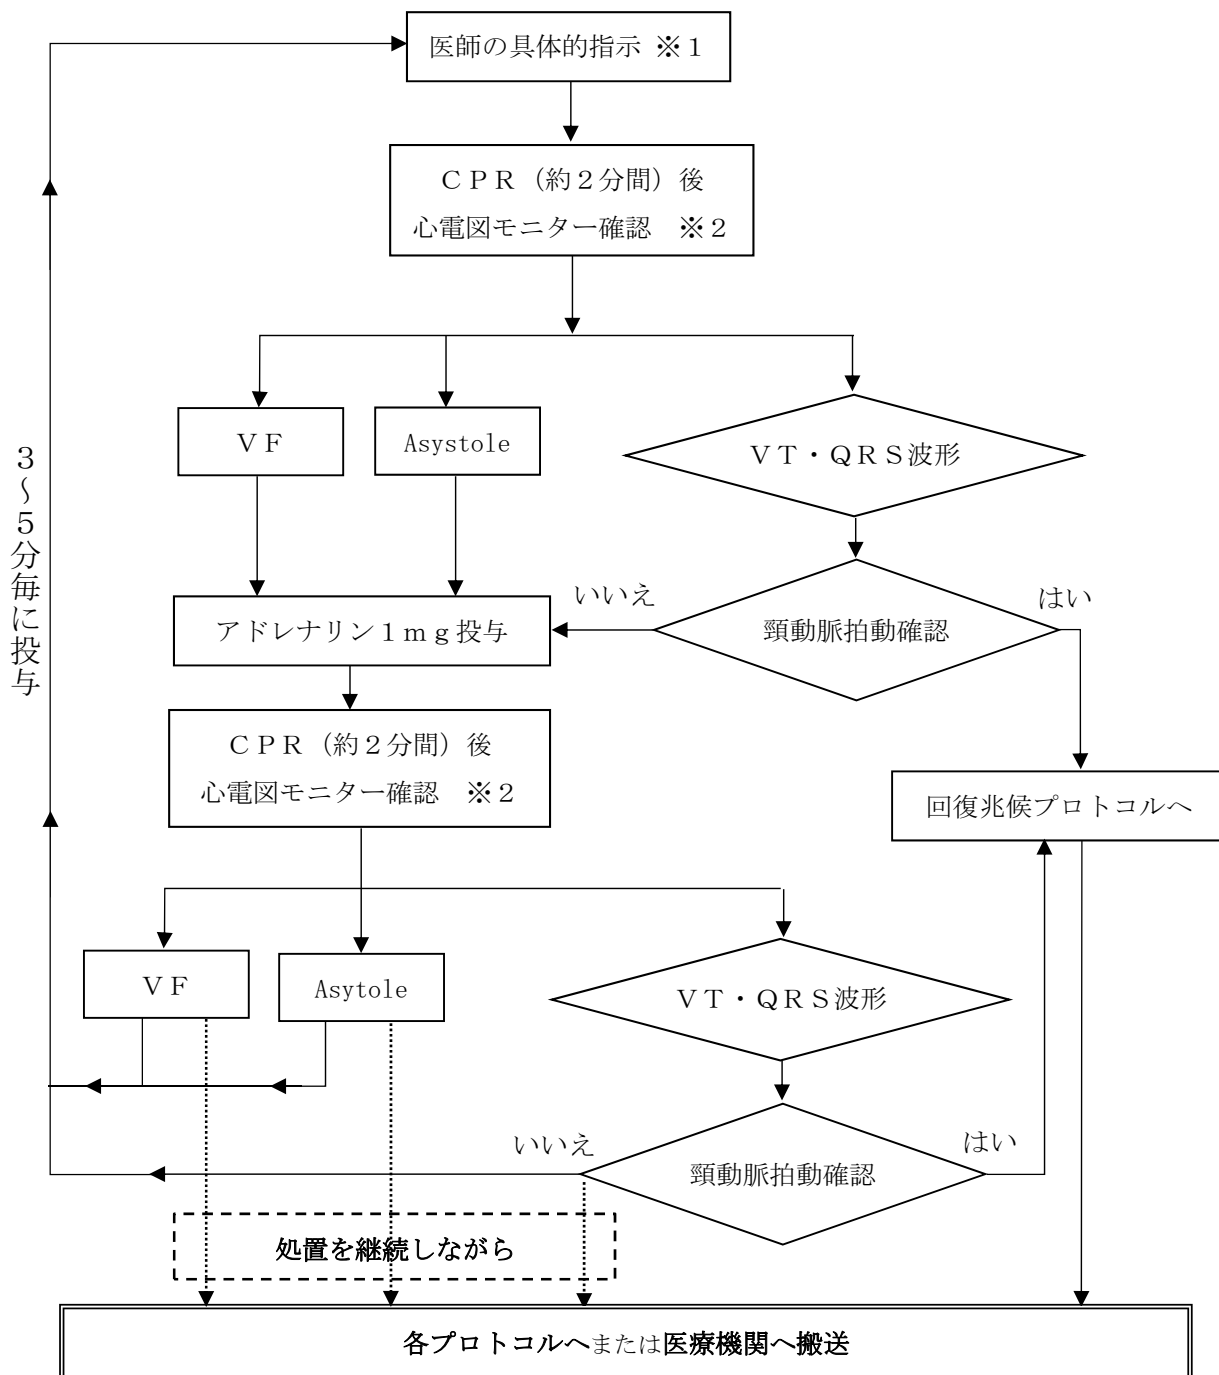 医師の具体的指示 ※１
ＣＰＲ（約２分間）後
心電図モニター確認　※２
ＶＦ
Asystole
ＶＴ・ＱＲＳ波形
３～５分毎に投与
いいえ
はい
アドレナリン１ｍｇ投与
頸動脈拍動確認
ＣＰＲ（約２分間）後
心電図モニター確認　※２
回復兆候プロトコルへ
ＶＦ
Asytole
ＶＴ・ＱＲＳ波形
いいえ
はい
頸動脈拍動確認
処置を継続しながら
各プロトコルへまたは医療機関へ搬送